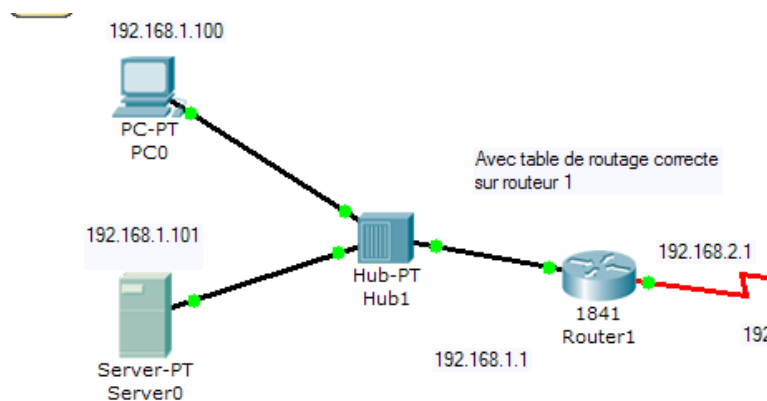 192.168.1.100
PC-PT
PC0
Avec table de routage correcte
sur routeur 1
192.168.1.101
192.168.2.1
Hub-PT
Hub1
1841
Router1
192
192.168.1.1
Server-PT
Server0